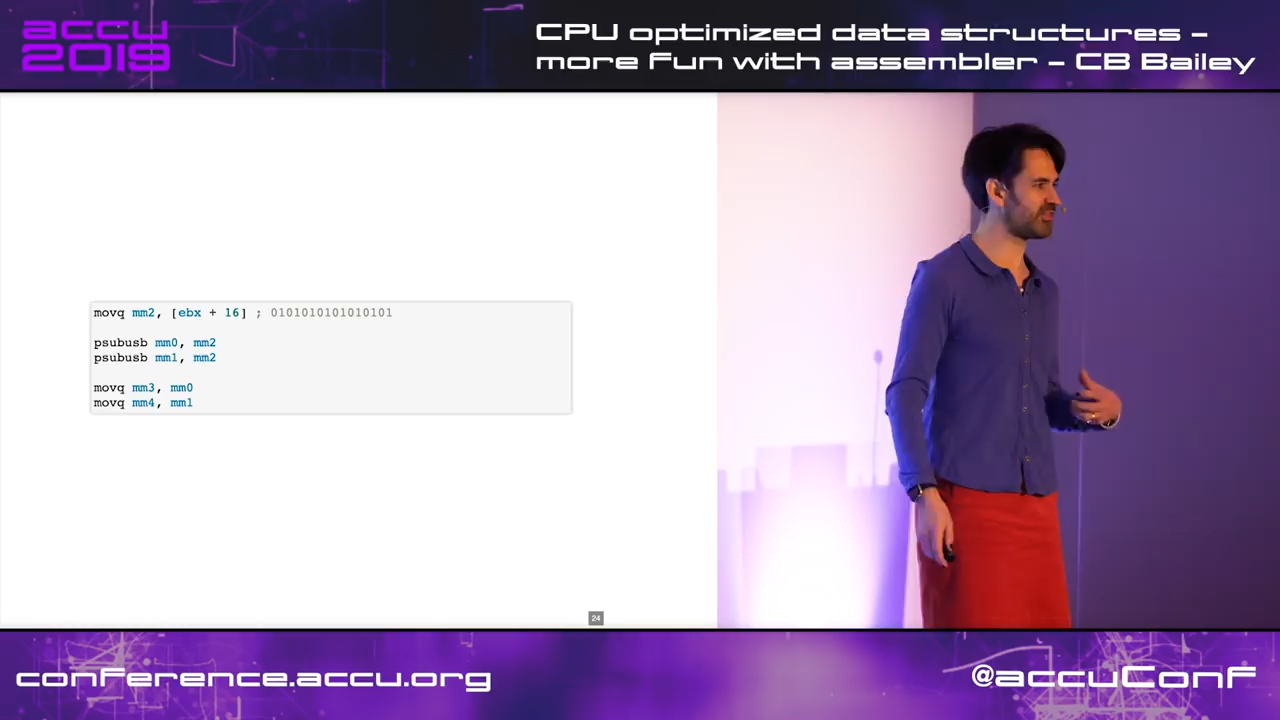 accu
2019
CPU optimized data structures –
more fun with assembler – CB Bailey
movq mm2, [ebx + 16] ; 0101010101010101
psubusb mm0, mm2
psubusb mm1, mm2
movq mm3, mm0
movq mm4, mm1
24
conference.accu.org
@accuConf